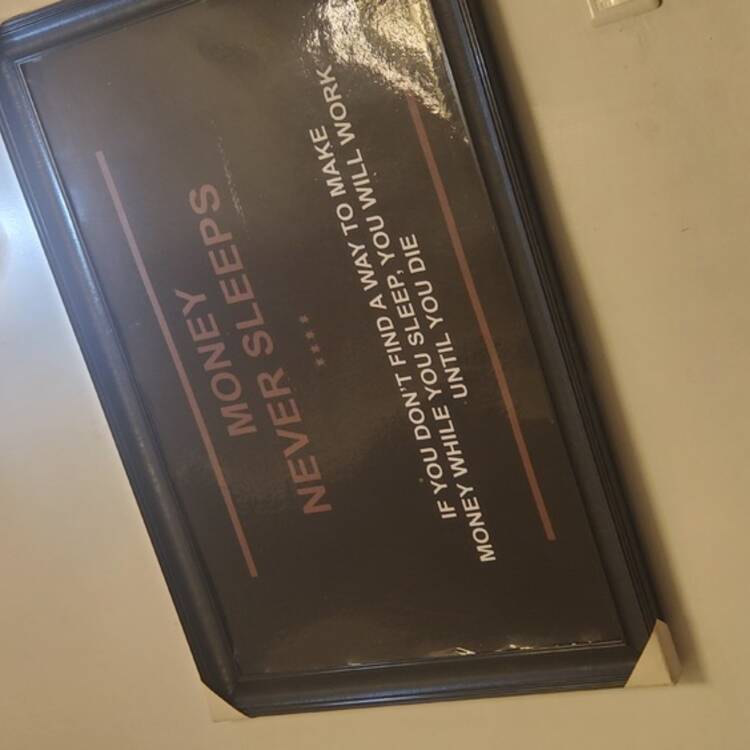 MONEY
NEVER SLEEPS
****
IF YOU DON'T FIND A WAY TO MAKE
MONEY WHILE YOU SLEEP, YOU WILL WORK
UNTIL YOU DIE